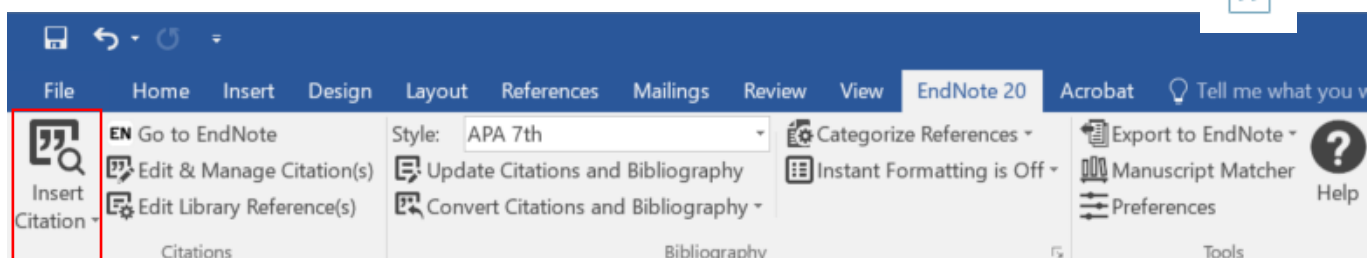 File Home Insert Design Layout References Mailings Review View EndNote 20 Acrobat Tell me what you w
EN Go to EndNote
Edit & Manage Citation(s)
Edit Library Reference(s)
Insert
Citation
Citations
Style: APA 7th
Update Citations and Bibliography
Convert Citations and Bibliography
Categorize References
Instant Formatting is Off
Bibliography
Export to EndNote
Manuscript Matcher
Preferences
Help
Tools